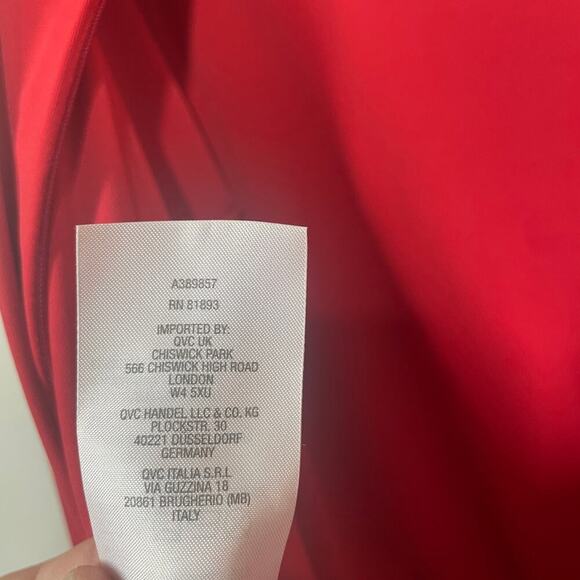 A389857
RN 81893
IMPORTED BY:
QVC UK
CHISWICK PARK
566 CHISWICK HIGH ROAD
LONDON
W4 5XU
QVC HANDEL LLC & CO. KG
PLOCKSTR. 30
40221 DUSSELDORF
GERMANY
QVC ITALIA S.R.L
VIA GUZZINA 18
20861 BRUGHERIO (MB)
ITALY